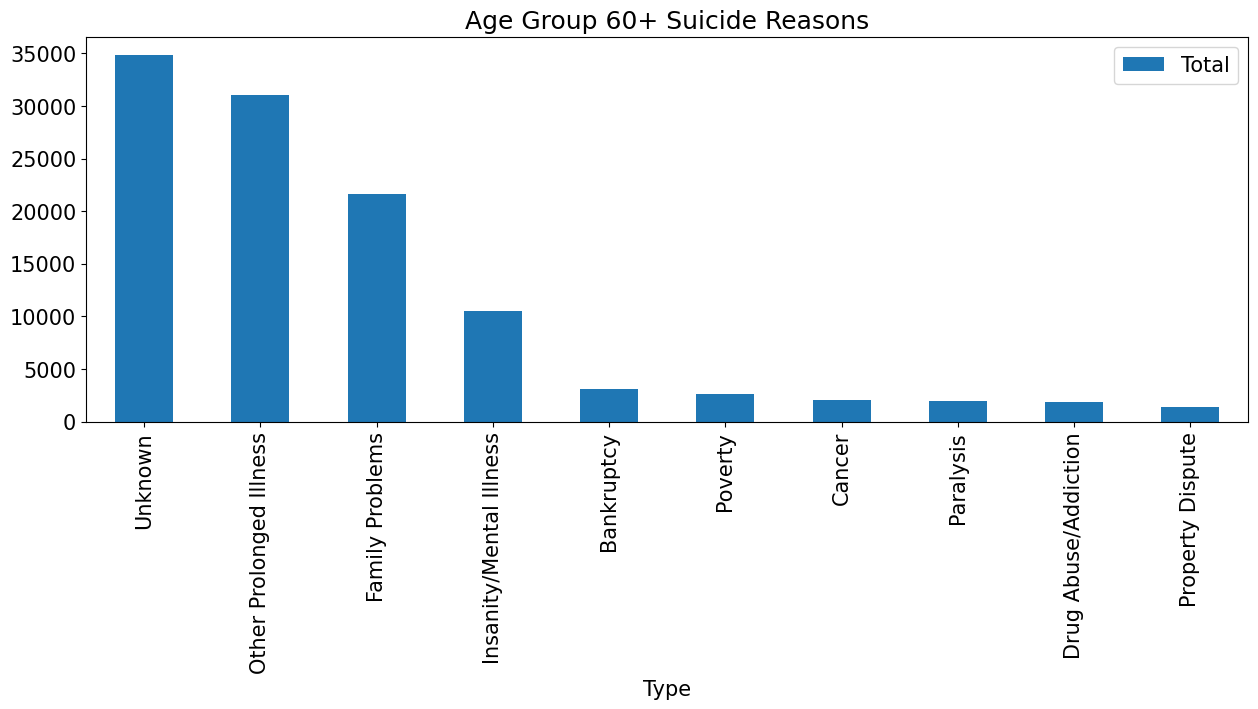 Age Group 60+ Suicide Reasons
Total
35000
30000
25000
20000
15000
10000
5000
0
Unknown
Other Prolonged Illness
Family Problems
Insanity/Mental Illness
Bankruptcy
Poverty
Cancer
Paralysis
Drug Abuse/Addiction
Property Dispute
Type